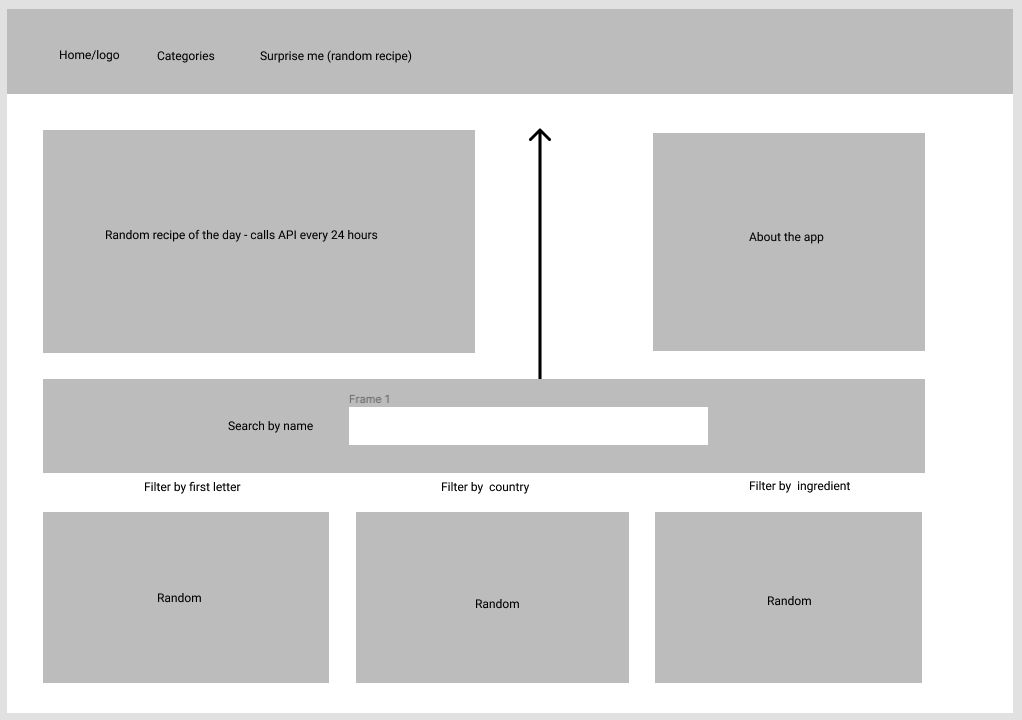 Home/logo
Categories
Surprise me (random recipe)
Random recipe of the day - calls API every 24 hours
About the app
Frame 1
Search by name
Filter by first letter
Filter by  country
Filter by  ingredient
Random
Random
Random